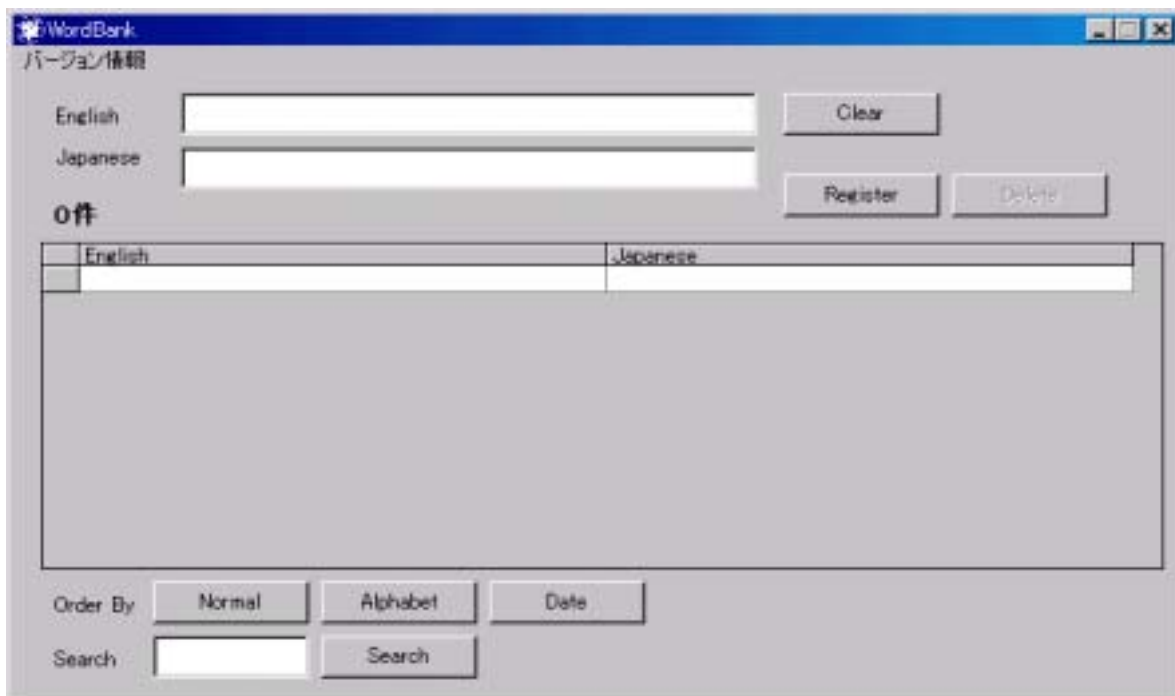 WordBank
バージョン情報
English
Clear
Japanese
Register Delete
0件
English Japanese
Order By Normal Alphabet Date
Search Search